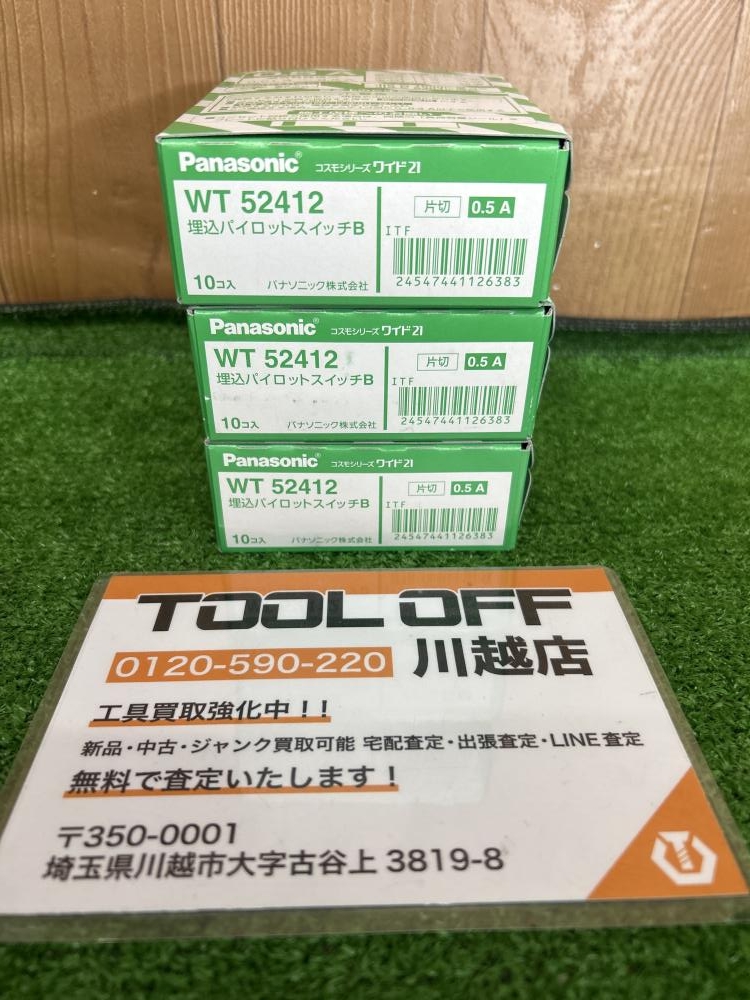 Panasonic® コスモシリーズ ワイド21
WT 52412
埋込パイロットスイッチB
片切 0.5 A
ITF
24547441126383
10コ入 パナソニック株式会社
Panasonic® コスモシリーズ ワイド21
WT 52412
埋込パイロットスイッチB
片切 0.5 A
ITF
24547441126383
10コ入 パナソニック株式会社
Panasonic® コスモシリーズ ワイド21
WT 52412
埋込パイロットスイッチB
片切 0.5 A
ITF
24547441126383
10コ入 パナソニック株式会社
TOOL OFF
0120-590-220 川越店
工具買取強化中！！
新品・中古・ジャンク買取可能 宅配査定・出張査定・LINE査定
無料で査定いたします！
〒350-0001
埼玉県川越市大字古谷上 3819-8